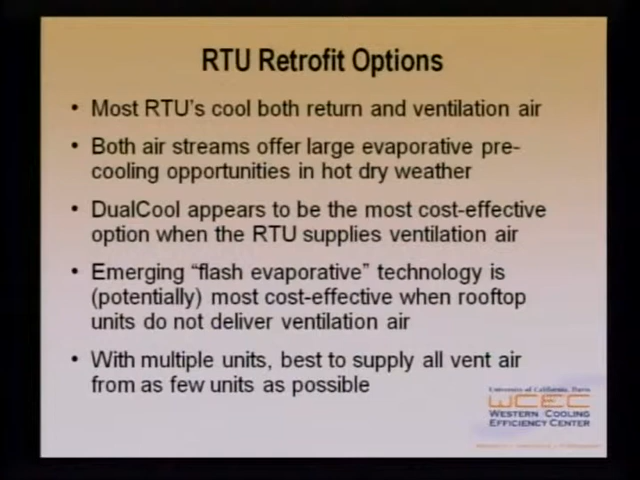 RTU Retrofit Options
• Most RTU's cool both return and ventilation air
• Both air streams offer large evaporative pre-
cooling opportunities in hot dry weather
• DualCool appears to be the most cost-effective
option when the RTU supplies ventilation air
• Emerging "flash evaporative" technology is
(potentially) most cost-effective when rooftop
units do not deliver ventilation air
• With multiple units, best to supply all vent air
from as few units as possible
University of California, Davis
WCEC
WESTERN COOLING
EFFICIENCY CENTER